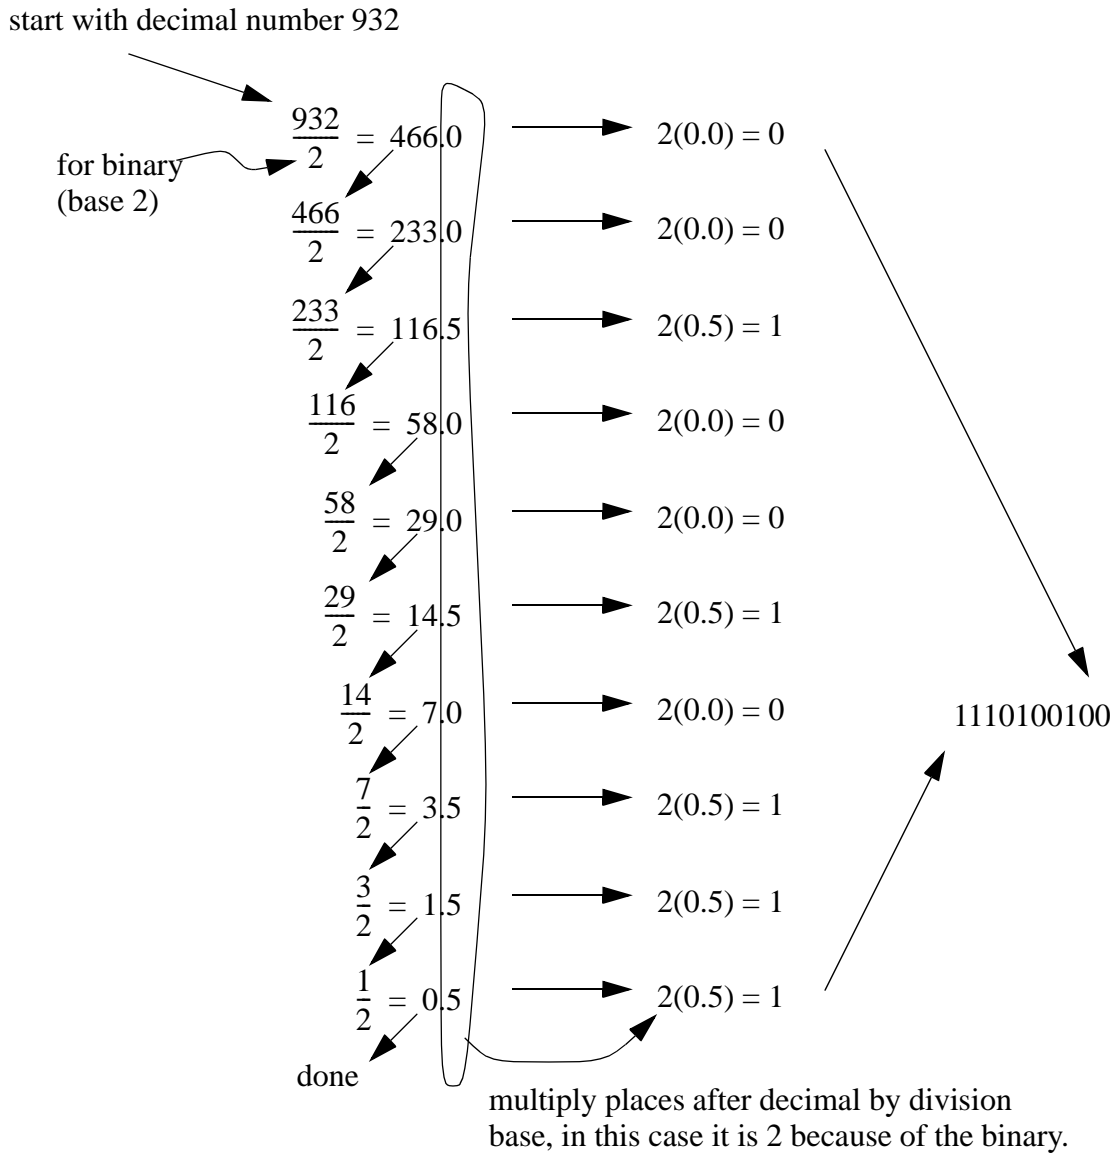 start with decimal number 932
932/2 = 466.0 2(0.0) = 0
for binary
(base 2)
466/2 = 233.0 2(0.0) = 0
233/2 = 116.5 2(0.5) = 1
116/2 = 58.0 2(0.0) = 0
58/2 = 29.0 2(0.0) = 0
29/2 = 14.5 2(0.5) = 1
14/2 = 7.0 2(0.0) = 0
1110100100
7/2 = 3.5 2(0.5) = 1
3/2 = 1.5 2(0.5) = 1
1/2 = 0.5 2(0.5) = 1
done
multiply places after decimal by division
base, in this case it is 2 because of the binary.